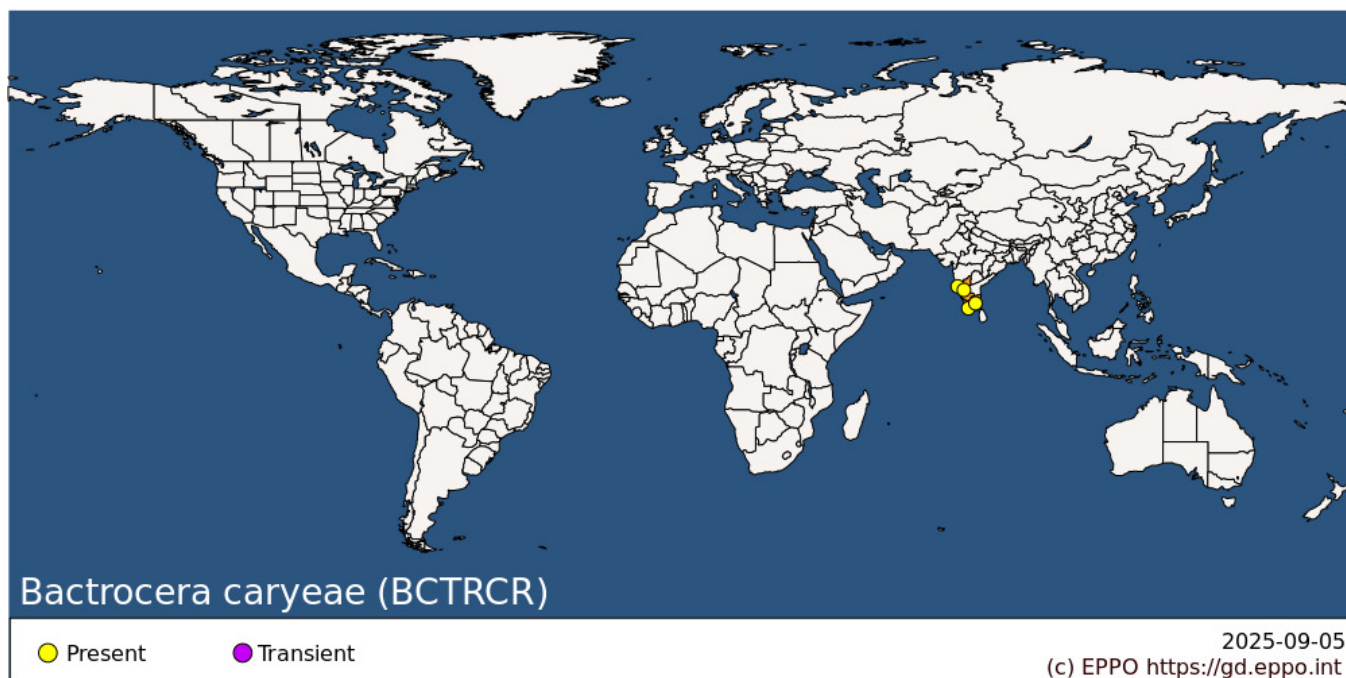 Bactrocera caryeae (BCTRCR)
Present
Transient
2025-09-05
(c) EPPO https://gd.eppo.int